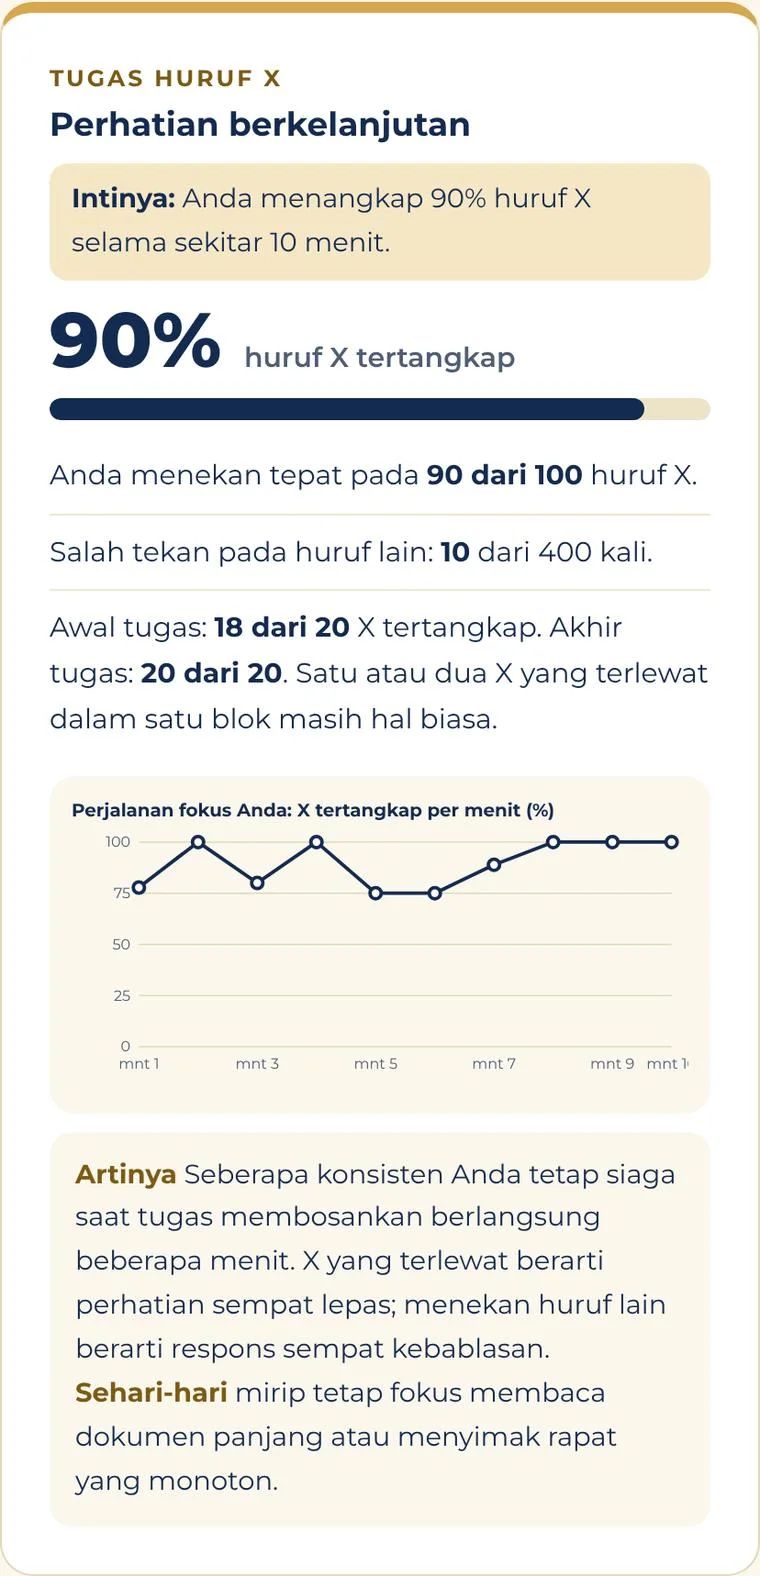 TUGAS HURUF X
Perhatian berkelanjutan
Intinya: Anda menangkap 90% huruf X
selama sekitar 10 menit.
90% huruf X tertangkap
Anda menekan tepat pada 90 dari 100 huruf X.
Salah tekan pada huruf lain: 10 dari 400 kali.
Awal tugas: 18 dari 20 X tertangkap. Akhir
tugas: 20 dari 20. Satu atau dua X yang terlewat
dalam satu blok masih hal biasa.
Perjalanan fokus Anda: X tertangkap per menit (%)
100
75
50
25
0
mnt 1 mnt 3 mnt 5 mnt 7 mnt 9 mnt 1
Artinya Seberapa konsisten Anda tetap siaga
saat tugas membosankan berlangsung
beberapa menit. X yang terlewat berarti
perhatian sempat lepas; menekan huruf lain
berarti respons sempat kebablasan.
Sehari-hari mirip tetap fokus membaca
dokumen panjang atau menyimak rapat
yang monoton.